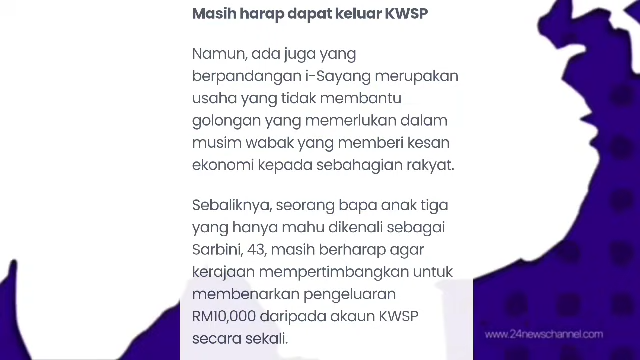 Masih harap dapat keluar KWSP
Namun, ada juga yang
berpandangan i-Sayang merupakan
usaha yang tidak membantu
golongan yang memerlukan dalam
musim wabak yang memberi kesan
ekonomi kepada sebahagian rakyat.
Sebaliknya, seorang bapa anak tiga
yang hanya mahu dikenali sebagai
Sarbini, 43, masih berharap agar
kerajaan mempertimbangkan untuk
membenarkan pengeluaran
RM10,000 daripada akaun KWSP
secara sekali.
www.24newschannel.com